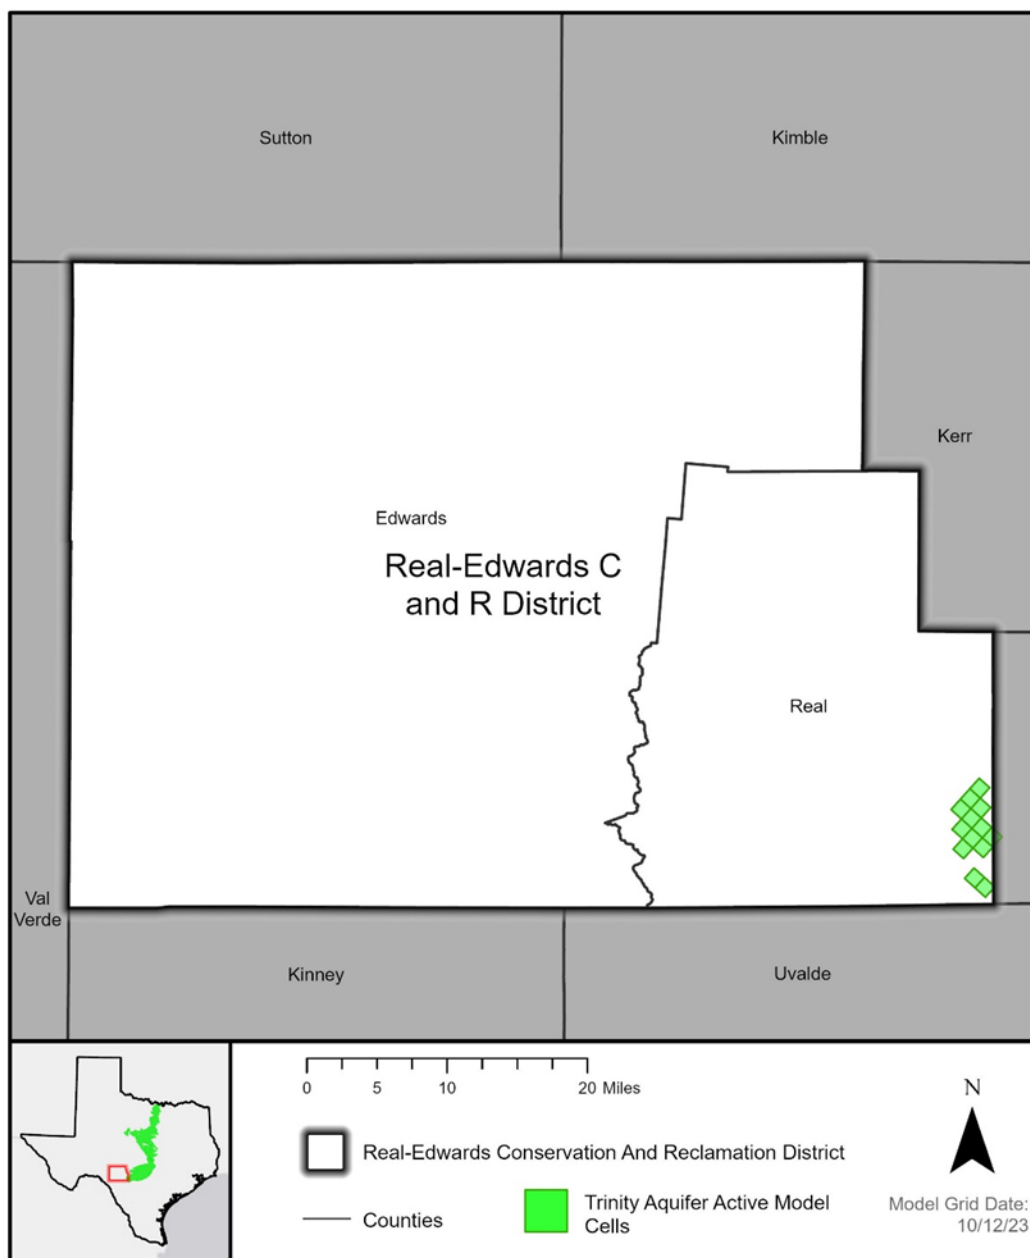 Sutton
Kimble
Kerr
Edwards
Real-Edwards C
and R District
Real
Val
Verde
Kinney
Uvalde
0 5 10 20 Miles
N
Real-Edwards Conservation And Reclamation District
Counties
Trinity Aquifer Active Model
Cells
Model Grid Date:
10/12/23